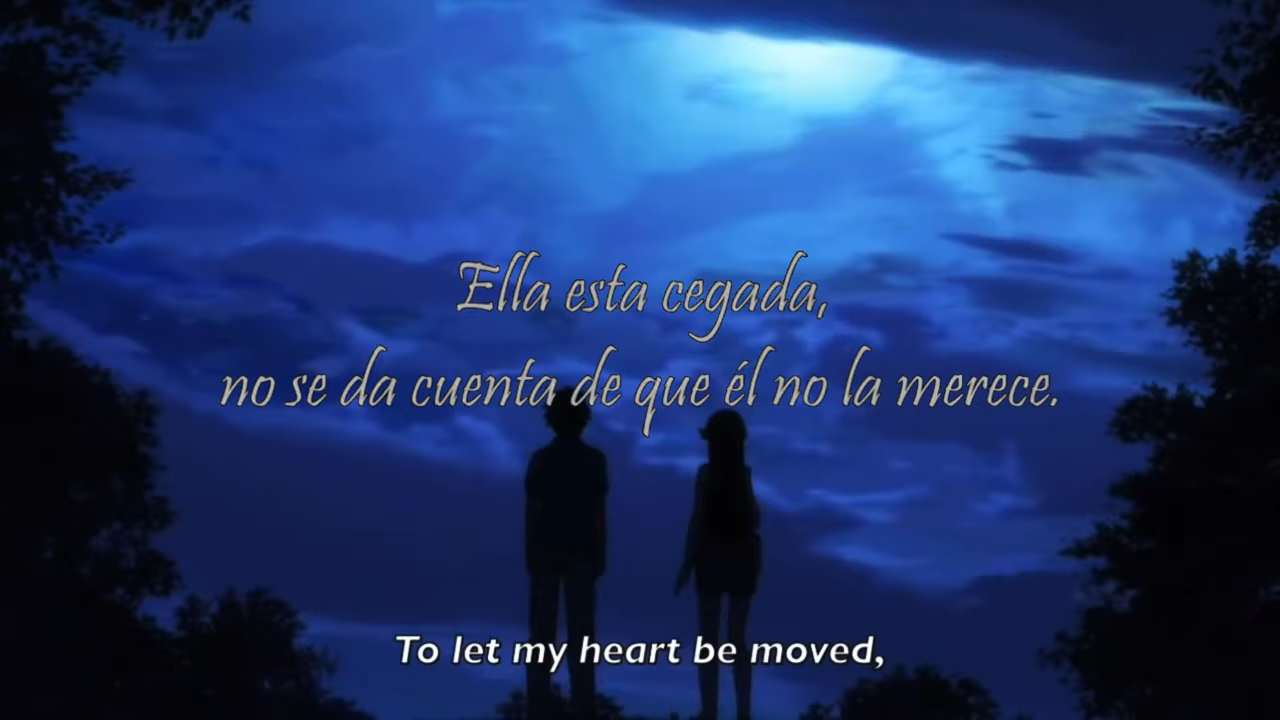 Ella esta cegada,
no se da cuenta de que él no la merece.
To let my heart be moved,